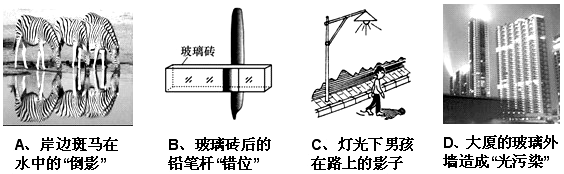 玻璃砖
A、岸边斑马在
水中的“倒影”
B、玻璃砖后的
铅笔杆“错位”
C、灯光下男孩
在路上的影子
D、大厦的玻璃外
墙造成“光污染”